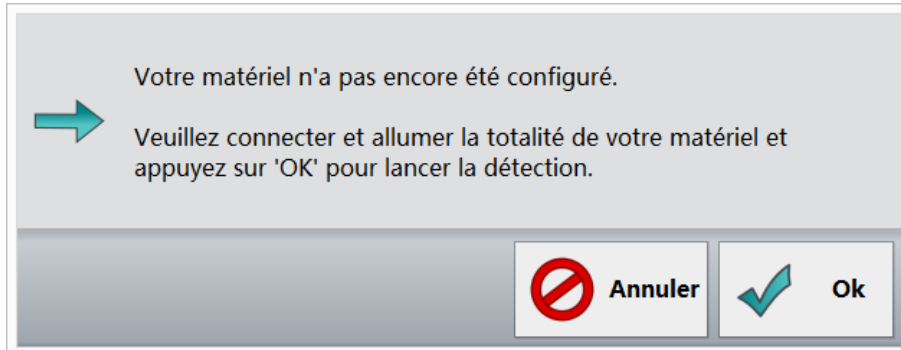 Votre matériel n'a pas encore été configuré.
Veuillez connecter et allumer la totalité de votre matériel et
appuyez sur 'OK' pour lancer la détection.
Annuler
Ok